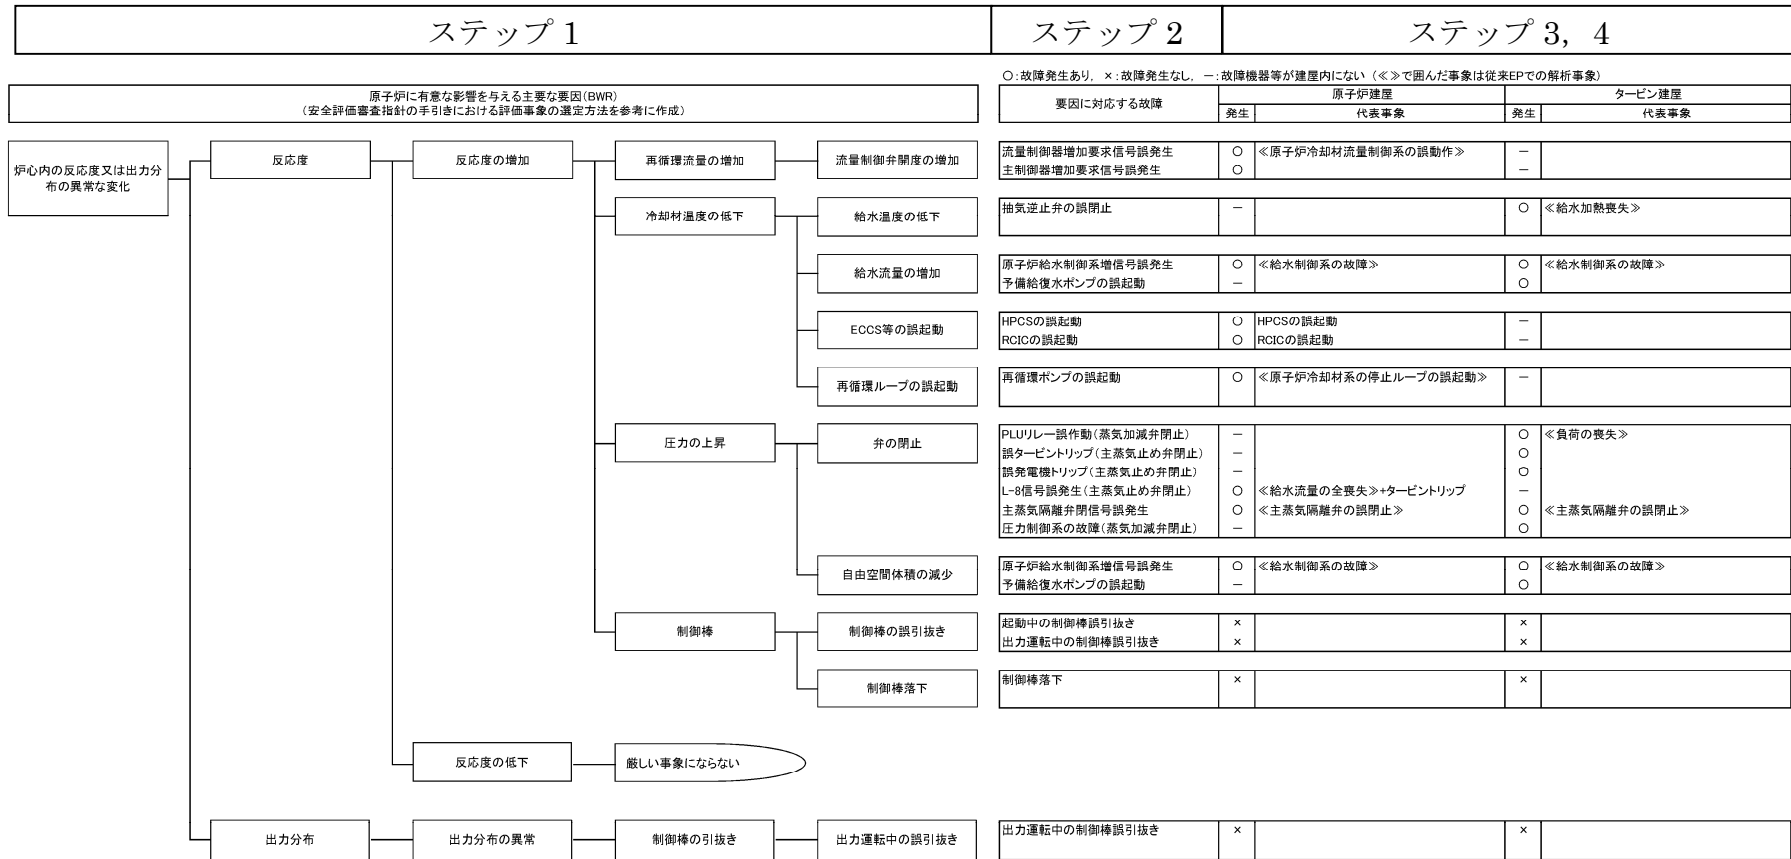 ステップ 1
ステップ 2
ステップ 3，4
○：故障発生あり，×：故障発生なし，－：故障機器等が建屋内にない（≪≫で囲んだ事象は従来EPでの解析事象）
原子炉に有意な影響を与える主要な要因（BWR）
（安全評価審査指針の手引きにおける評価事象の選定方法を参考に作成）
要因に対応する故障
原子炉建屋
タービン建屋
発生 代表事象 発生 代表事象
炉心内の反応度又は出力分
布の異常な変化
反応度
反応度の増加
再循環流量の増加
流量制御弁開度の増加
流量制御器増加要求信号誤発生 ○ ≪原子炉冷却材流量制御系の誤動作≫ －
主制御器増加要求信号誤発生 ○ －
冷却材温度の低下
給水温度の低下
抽気逆止弁の誤閉止 － ○ ≪給水加熱喪失≫
給水流量の増加
原子炉給水制御系増信号誤発生 ○ ≪給水制御系の故障≫ ○ ≪給水制御系の故障≫
予備給復水ポンプの誤起動 － ○
ECCS等の誤起動
HPCSの誤起動 ○ HPCSの誤起動 －
RCICの誤起動 ○ RCICの誤起動 －
再循環ループの誤起動
再循環ポンプの誤起動 ○ ≪原子炉冷却材系の停止ループの誤起動≫ －
圧力の上昇
弁の閉止
PLUリレー誤作動（蒸気加減弁閉止） － ○ ≪負荷の喪失≫
誤タービントリップ（主蒸気止め弁閉止） － ○
誤発電機トリップ（主蒸気止め弁閉止） － ○
L-8信号誤発生（主蒸気止め弁閉止） ○ ≪給水流量の全喪失≫+タービントリップ －
主蒸気隔離弁閉信号誤発生 ○ ≪主蒸気隔離弁の誤閉止≫ ○ ≪主蒸気隔離弁の誤閉止≫
圧力制御系の故障（蒸気加減弁閉止） － ○
自由空間体積の減少
原子炉給水制御系増信号誤発生 ○ ≪給水制御系の故障≫ ○ ≪給水制御系の故障≫
予備給復水ポンプの誤起動 － ○
制御棒
制御棒の誤引抜き
起動中の制御棒誤引抜き × ×
出力運転中の制御棒誤引抜き × ×
制御棒落下
制御棒落下 × ×
反応度の低下
厳しい事象にならない
出力分布
出力分布の異常
制御棒の引抜き
出力運転中の誤引抜き
出力運転中の制御棒誤引抜き × ×